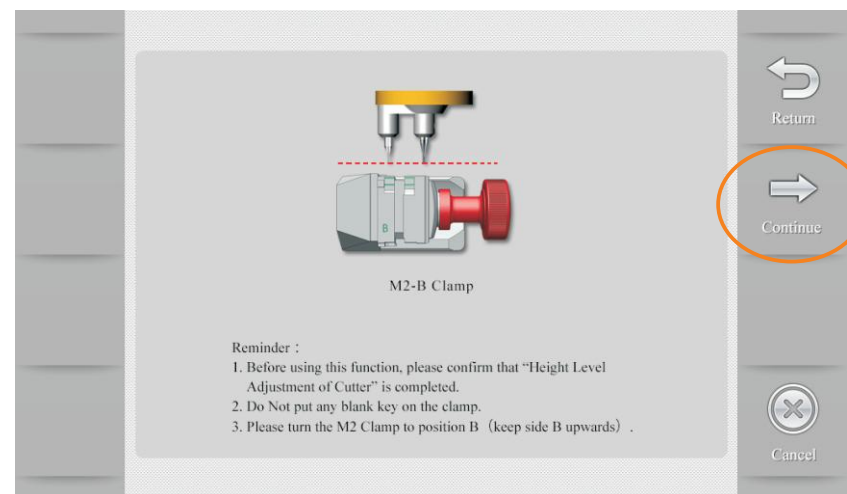 Return
Continue
B
M2-B Clamp
Reminder：
1. Before using this function, please confirm that “Height Level
Adjustment of Cutter” is completed.
2. Do Not put any blank key on the clamp.
3. Please turn the M2 Clamp to position B（keep side B upwards）.
Cancel